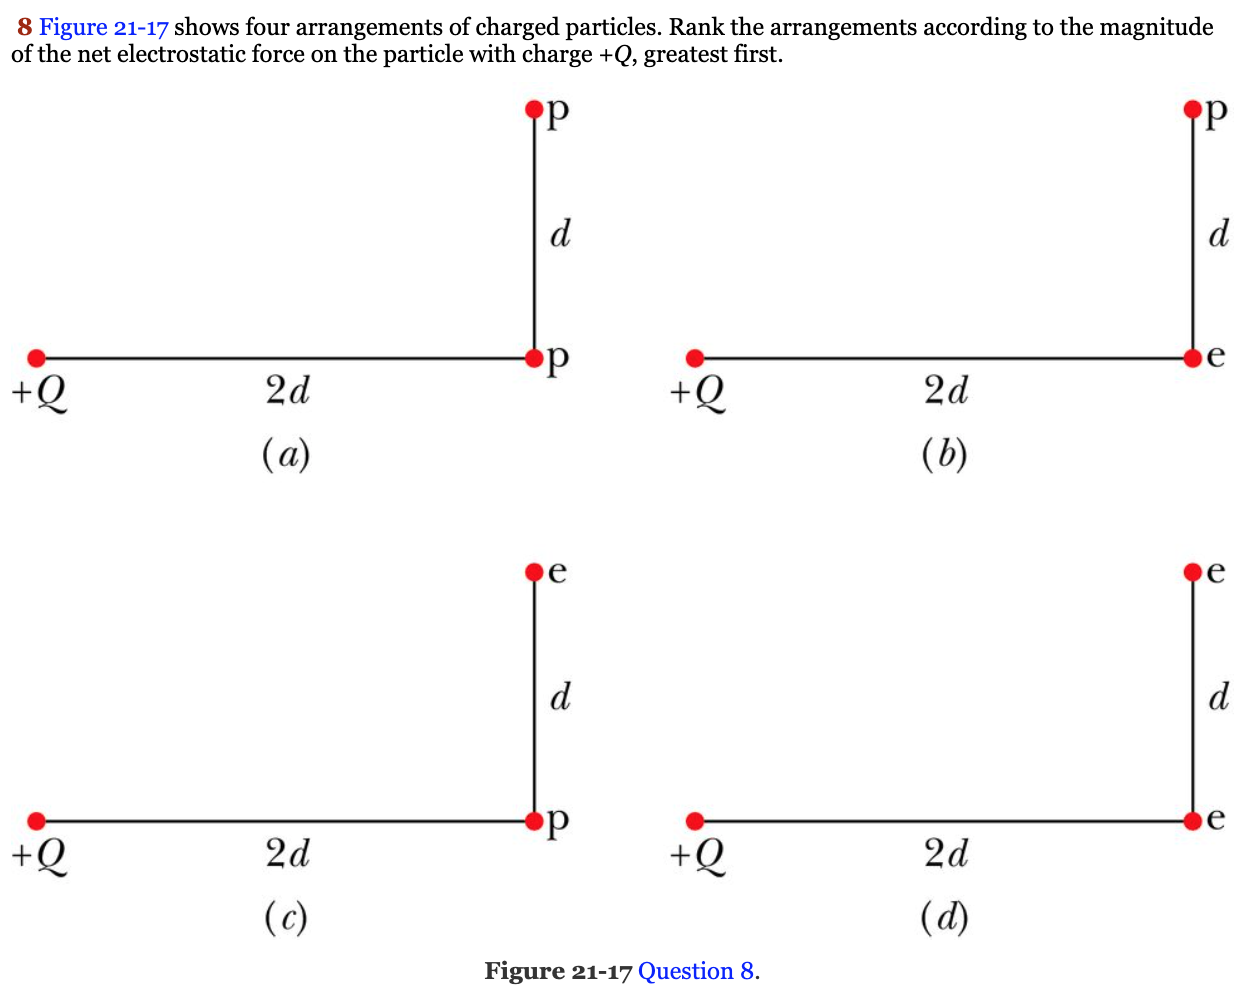 8 Figure 21-17 shows four arrangements of charged particles. Rank the arrangements according to the magnitude
of the net electrostatic force on the particle with charge +Q, greatest first.
p
p
d
d
p
e
+Q
2d
+Q
2d
(a)
(b)
e
e
d
d
p
e
+Q
2d
+Q
2d
(c)
(d)
Figure 21-17 Question 8.